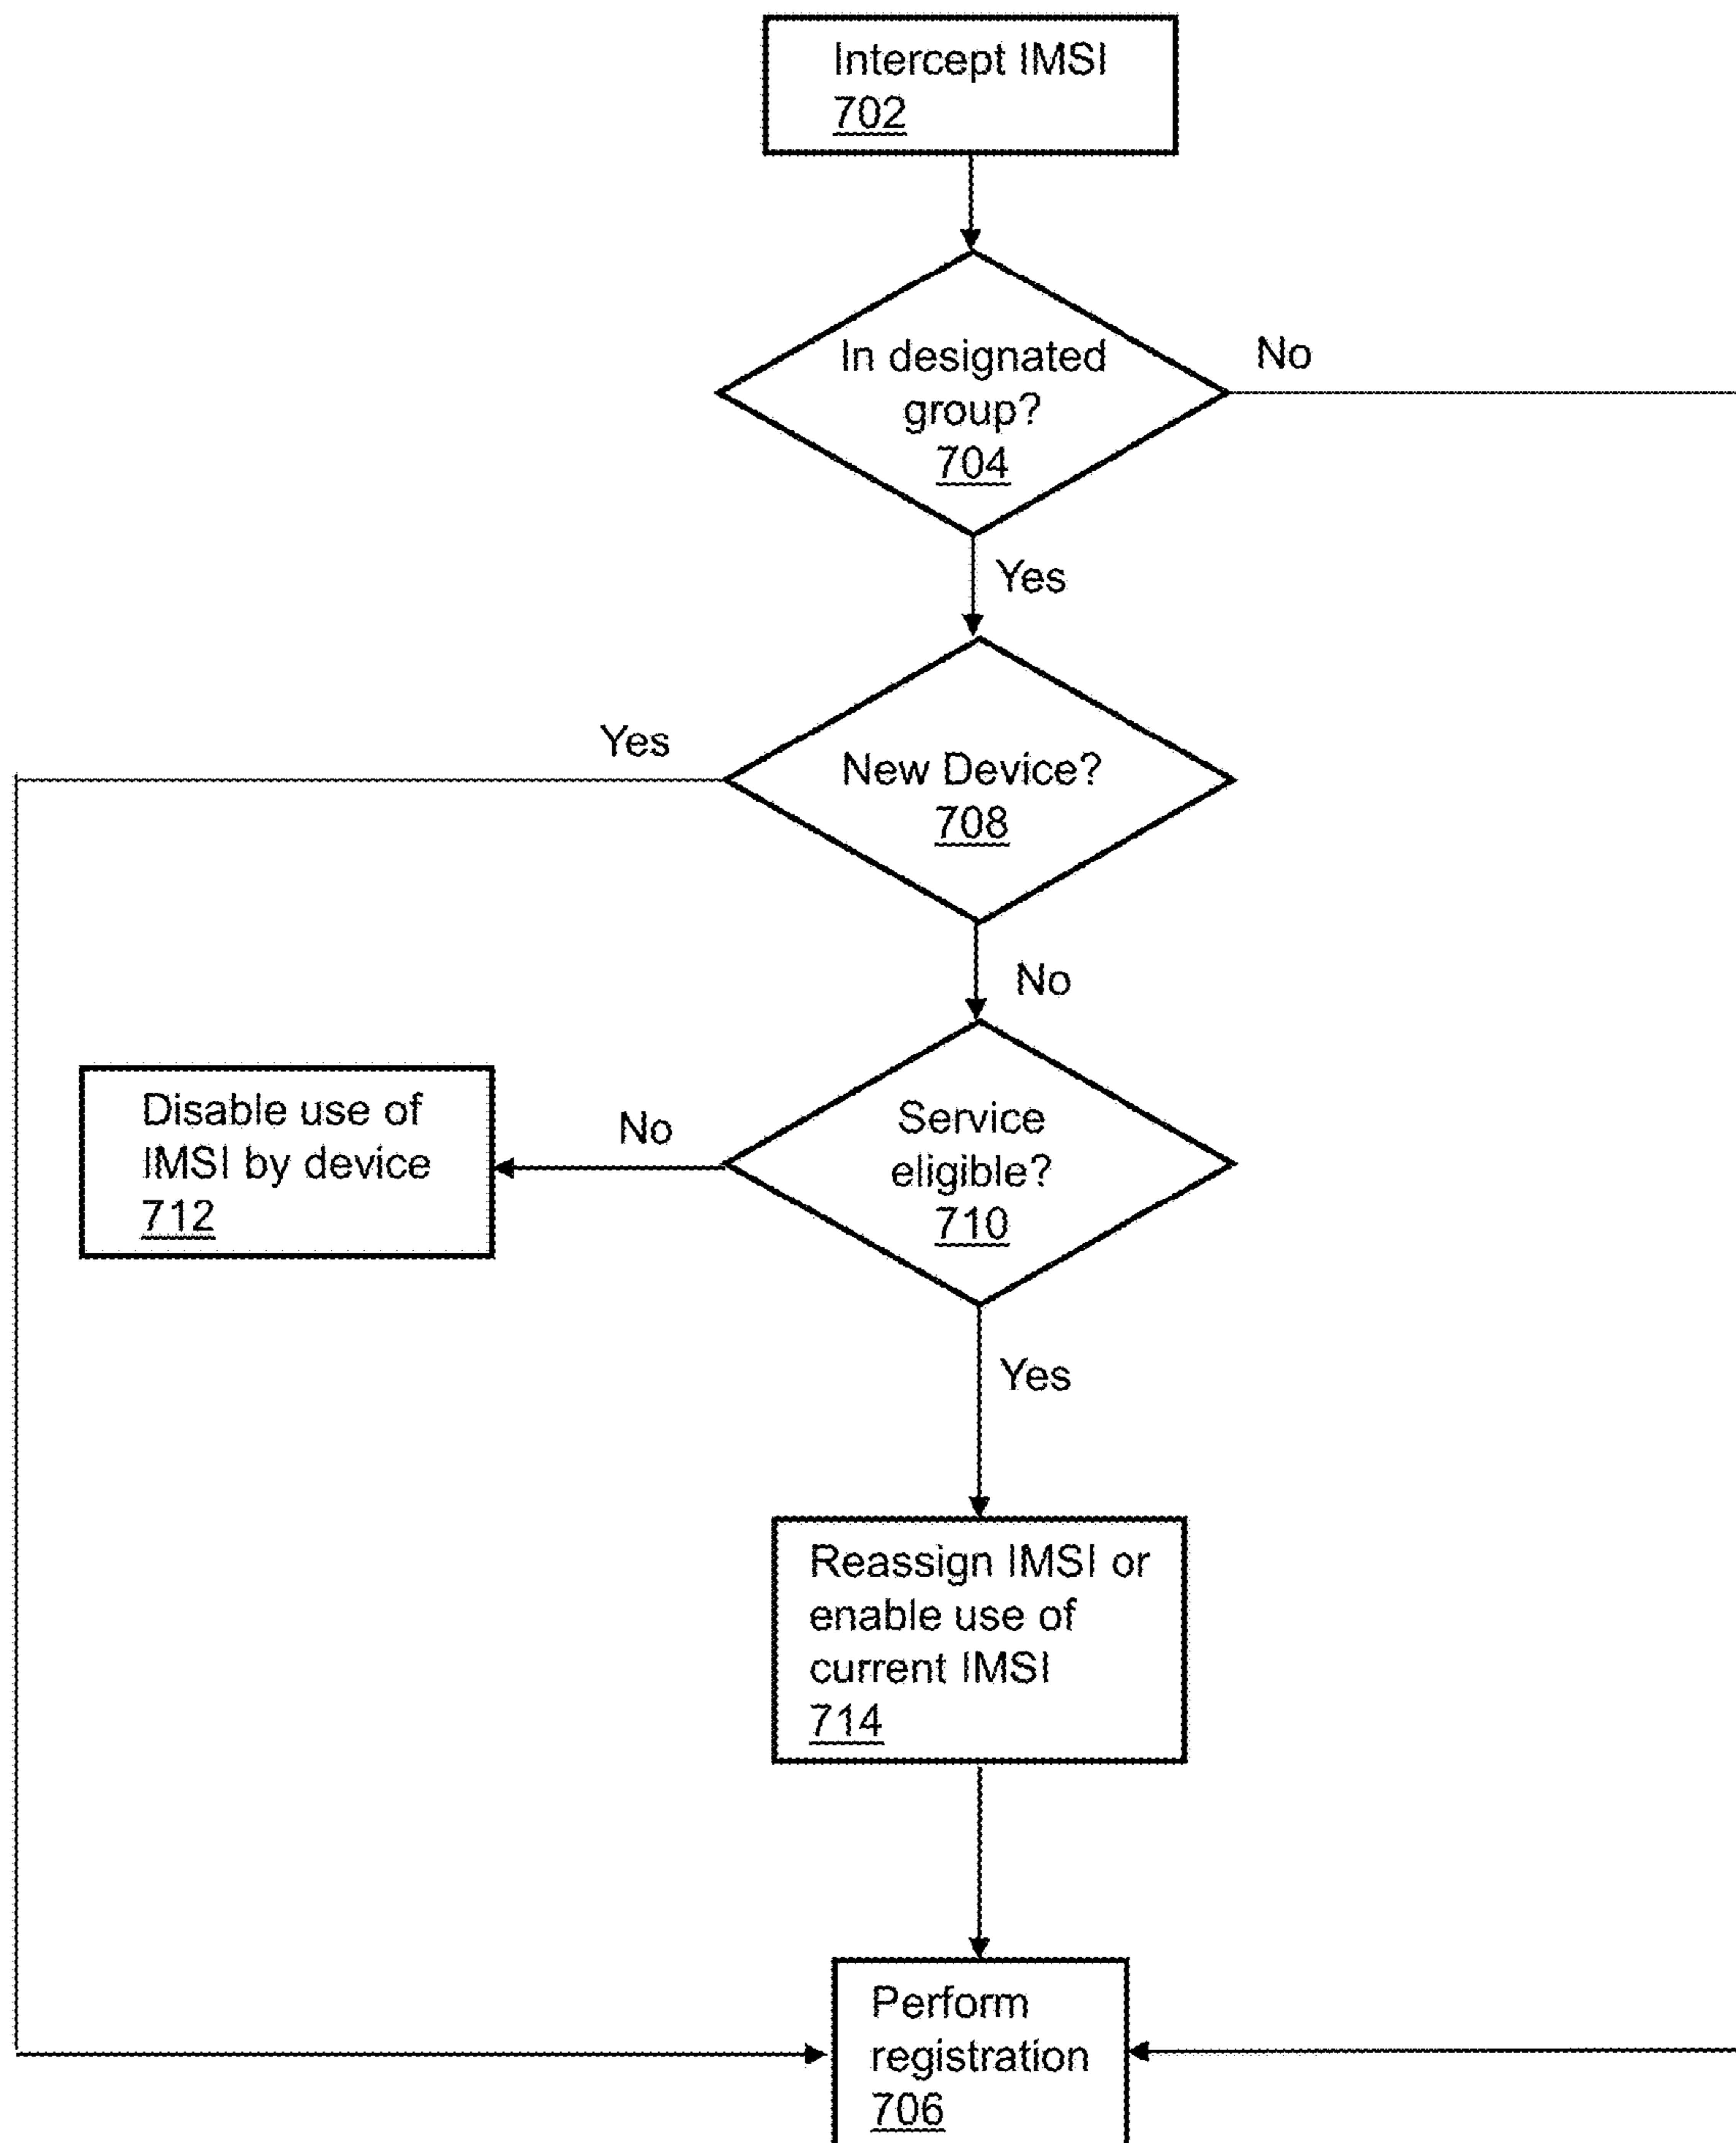 Intercept IMSI
702
In designated
group?
704
No
Yes
New Device?
708
Yes
No
Service
eligible?
710
No
Disable use of
IMSI by device
712
Yes
Reassign IMSI or
enable use of
current IMSI
714
Perform
registration
706